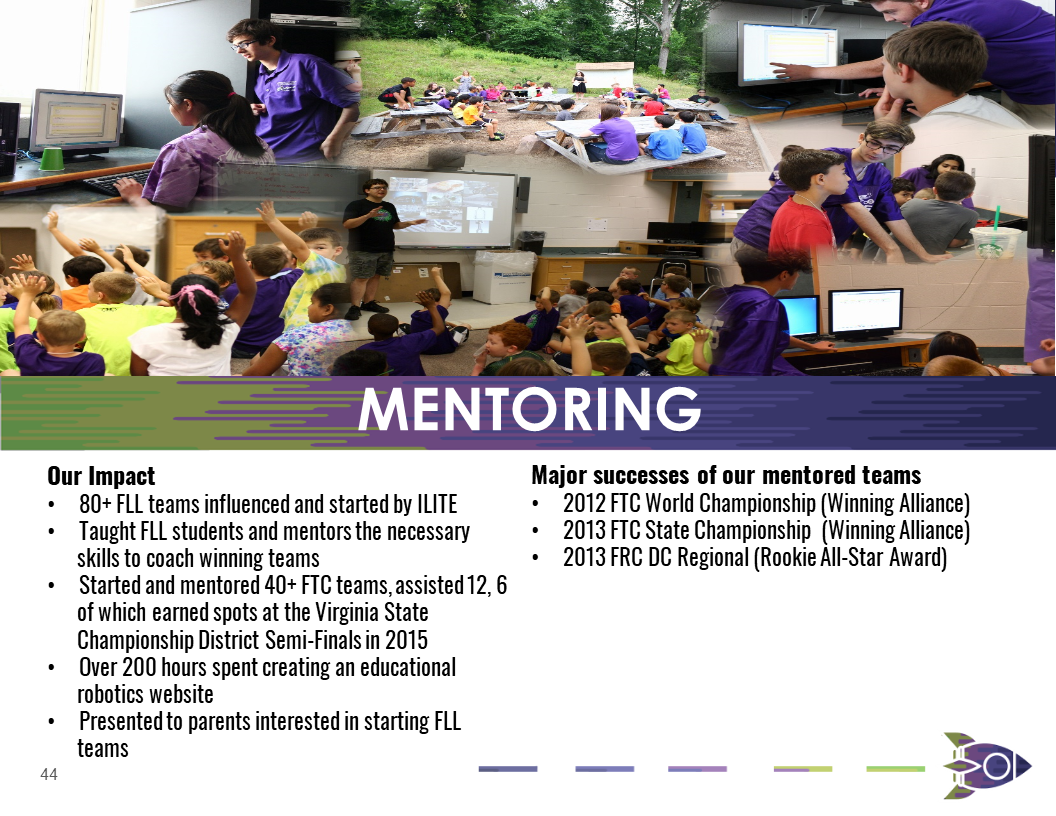 MENTORING
Our Impact
• 80+ FLL teams influenced and started by ILITE
• Taught FLL students and mentors the necessary
skills to coach winning teams
• Started and mentored 40+ FTC teams, assisted 12, 6
of which earned spots at the Virginia State
Championship District Semi-Finals in 2015
• Over 200 hours spent creating an educational
robotics website
• Presented to parents interested in starting FLL
teams
Major successes of our mentored teams
• 2012 FTC World Championship (Winning Alliance)
• 2013 FTC State Championship (Winning Alliance)
• 2013 FRC DC Regional (Rookie All-Star Award)
44